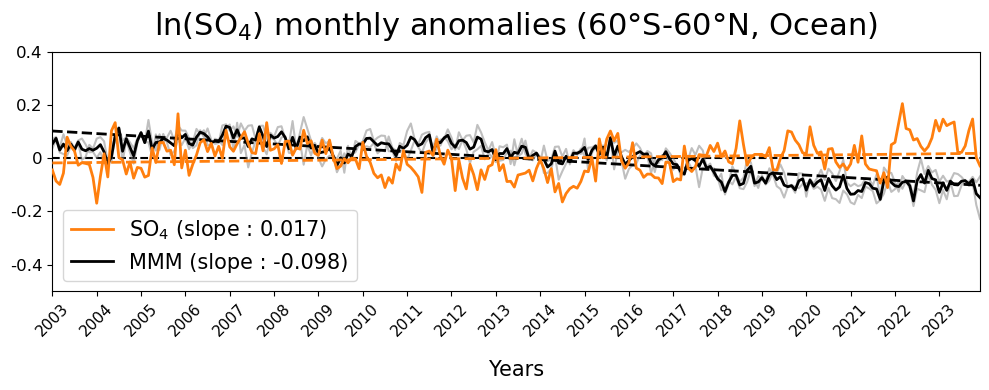 ln(SO₄) monthly anomalies (60°S-60°N, Ocean)
0.4
0.2
0
-0.2
-0.4
SO₄ (slope : 0.017)
MMM (slope : -0.098)
2003 2004 2005 2006 2007 2008 2009 2010 2011 2012 2013 2014 2015 2016 2017 2018 2019 2020 2021 2022 2023
Years